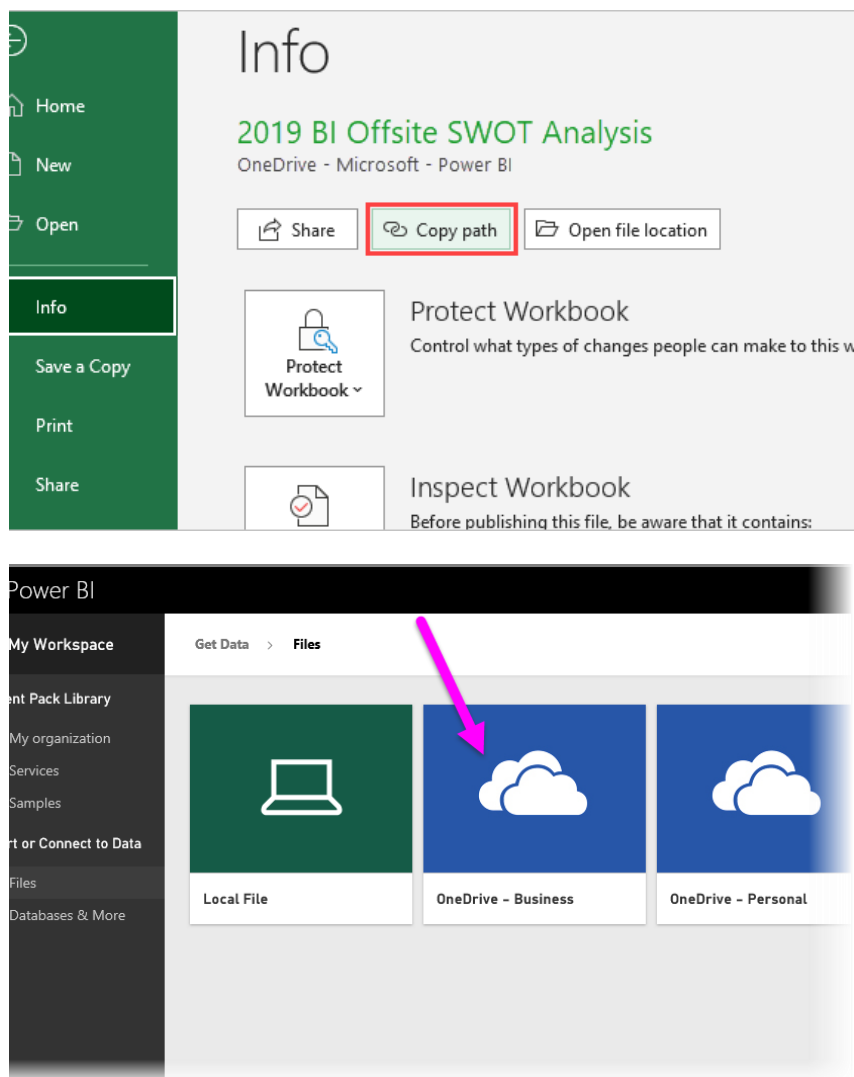 Info
Home
2019 BI Offsite SWOT Analysis
OneDrive - Microsoft - Power BI
New
Open
Share
Copy path
Open file location
Info
Save a Copy
Print
Share
Protect Workbook
Protect Workbook
Control what types of changes people can make to this w
Inspect Workbook
Before publishing this file, be aware that it contains:
Power BI
My Workspace
Get Data > Files
ent Pack Library
My organization
Services
Samples
rt or Connect to Data
Files
Databases & More
Local File
OneDrive – Business
OneDrive – Personal